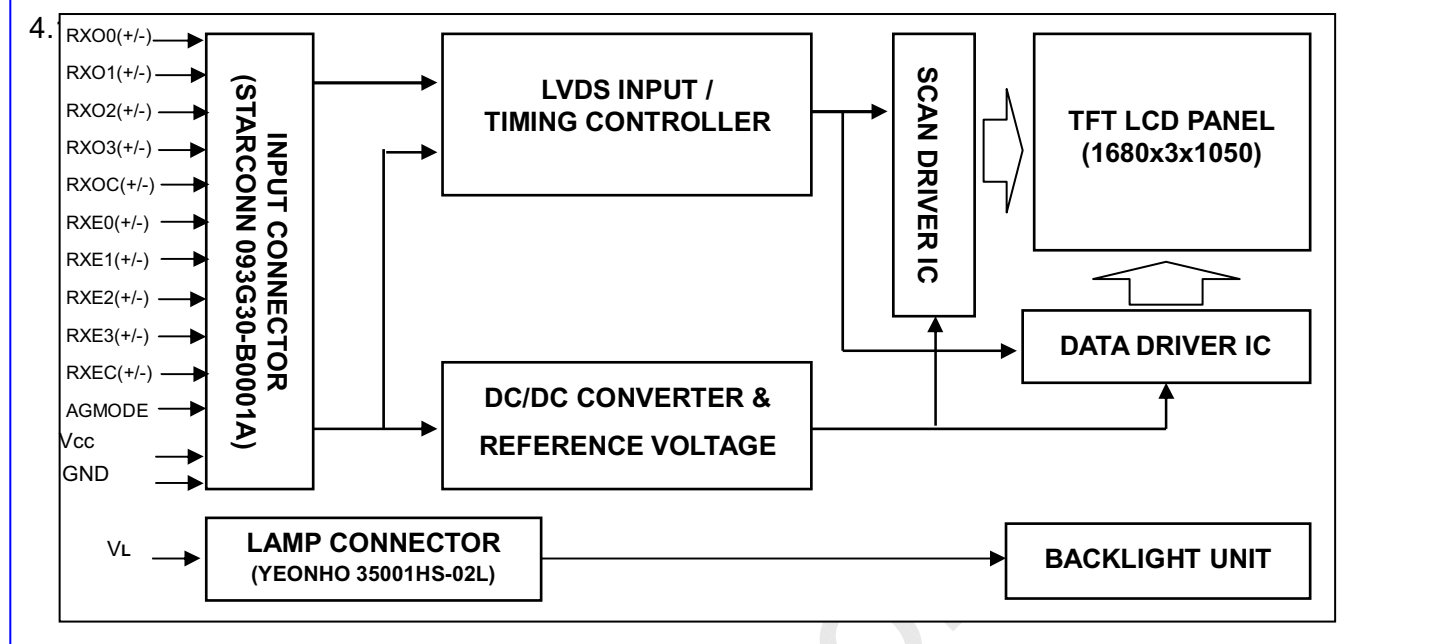 4.
RXO0(+/-)
RXO1(+/-)
RXO2(+/-)
RXO3(+/-)
RXOC(+/-)
RXE0(+/-)
RXE1(+/-)
RXE2(+/-)
RXE3(+/-)
RXEC(+/-)
AGMODE
Vcc
GND
INPUT CONNECTOR
(STARCONN 093G30-B0001A)
LVDS INPUT /
TIMING CONTROLLER
SCAN DRIVER IC
TFT LCD PANEL
(1680x3x1050)
DATA DRIVER IC
DC/DC CONVERTER &
REFERENCE VOLTAGE
VL
LAMP CONNECTOR
(YEONHO 35001HS-02L)
BACKLIGHT UNIT